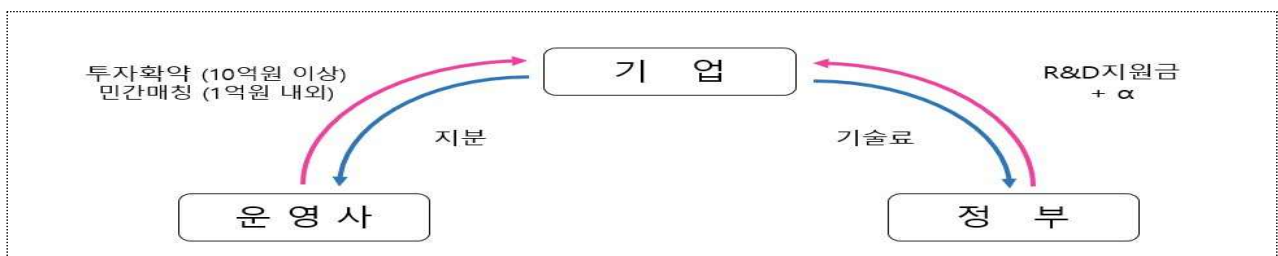 기 업
투자확약 (10억원 이상)
민간매칭 (1억원 내외)
R&D지원금
+ α
지분
기술료
운 영 사
정 부